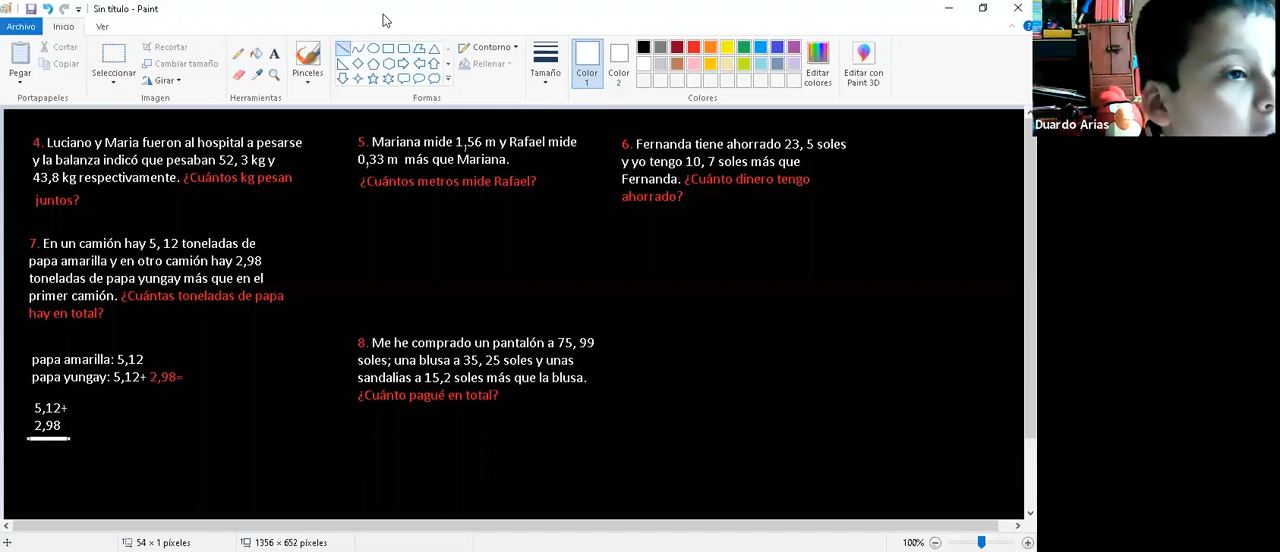 Sin título - Paint
Archivo
Inicio
Ver
Pegar
Cortar
Copiar
Portapapeles
Seleccionar
Recortar
Cambiar tamaño
Girar
Imagen
A
Herramientas
Pinceles
Contorno
Rellenar
Formas
Tamaño
Color
1
Color
2
Editar
colores
Editar con
Paint 3D
Colores
Duardo Arias
4. Luciano y Maria fueron al hospital a pesarse
y la balanza indicó que pesaban 52, 3 kg y
43,8 kg respectivamente. ¿Cuántos kg pesan
juntos?
5. Mariana mide 1,56 m y Rafael mide
0,33 m más que Mariana.
¿Cuántos metros mide Rafael?
6. Fernanda tiene ahorrado 23, 5 soles
y yo tengo 10, 7 soles más que
Fernanda. ¿Cuánto dinero tengo
ahorrado?
7. En un camión hay 5, 12 toneladas de
papa amarilla y en otro camión hay 2,98
toneladas de papa yungay más que en el
primer camión. ¿Cuántas toneladas de papa
hay en total?
papa amarilla: 5,12
papa yungay: 5,12+ 2,98=
5,12+
2,98
8. Me he comprado un pantalón a 75, 99
soles; una blusa a 35, 25 soles y unas
sandalias a 15,2 soles más que la blusa.
¿Cuánto pagué en total?
54 × 1 píxeles
1356 × 652 píxeles
100%